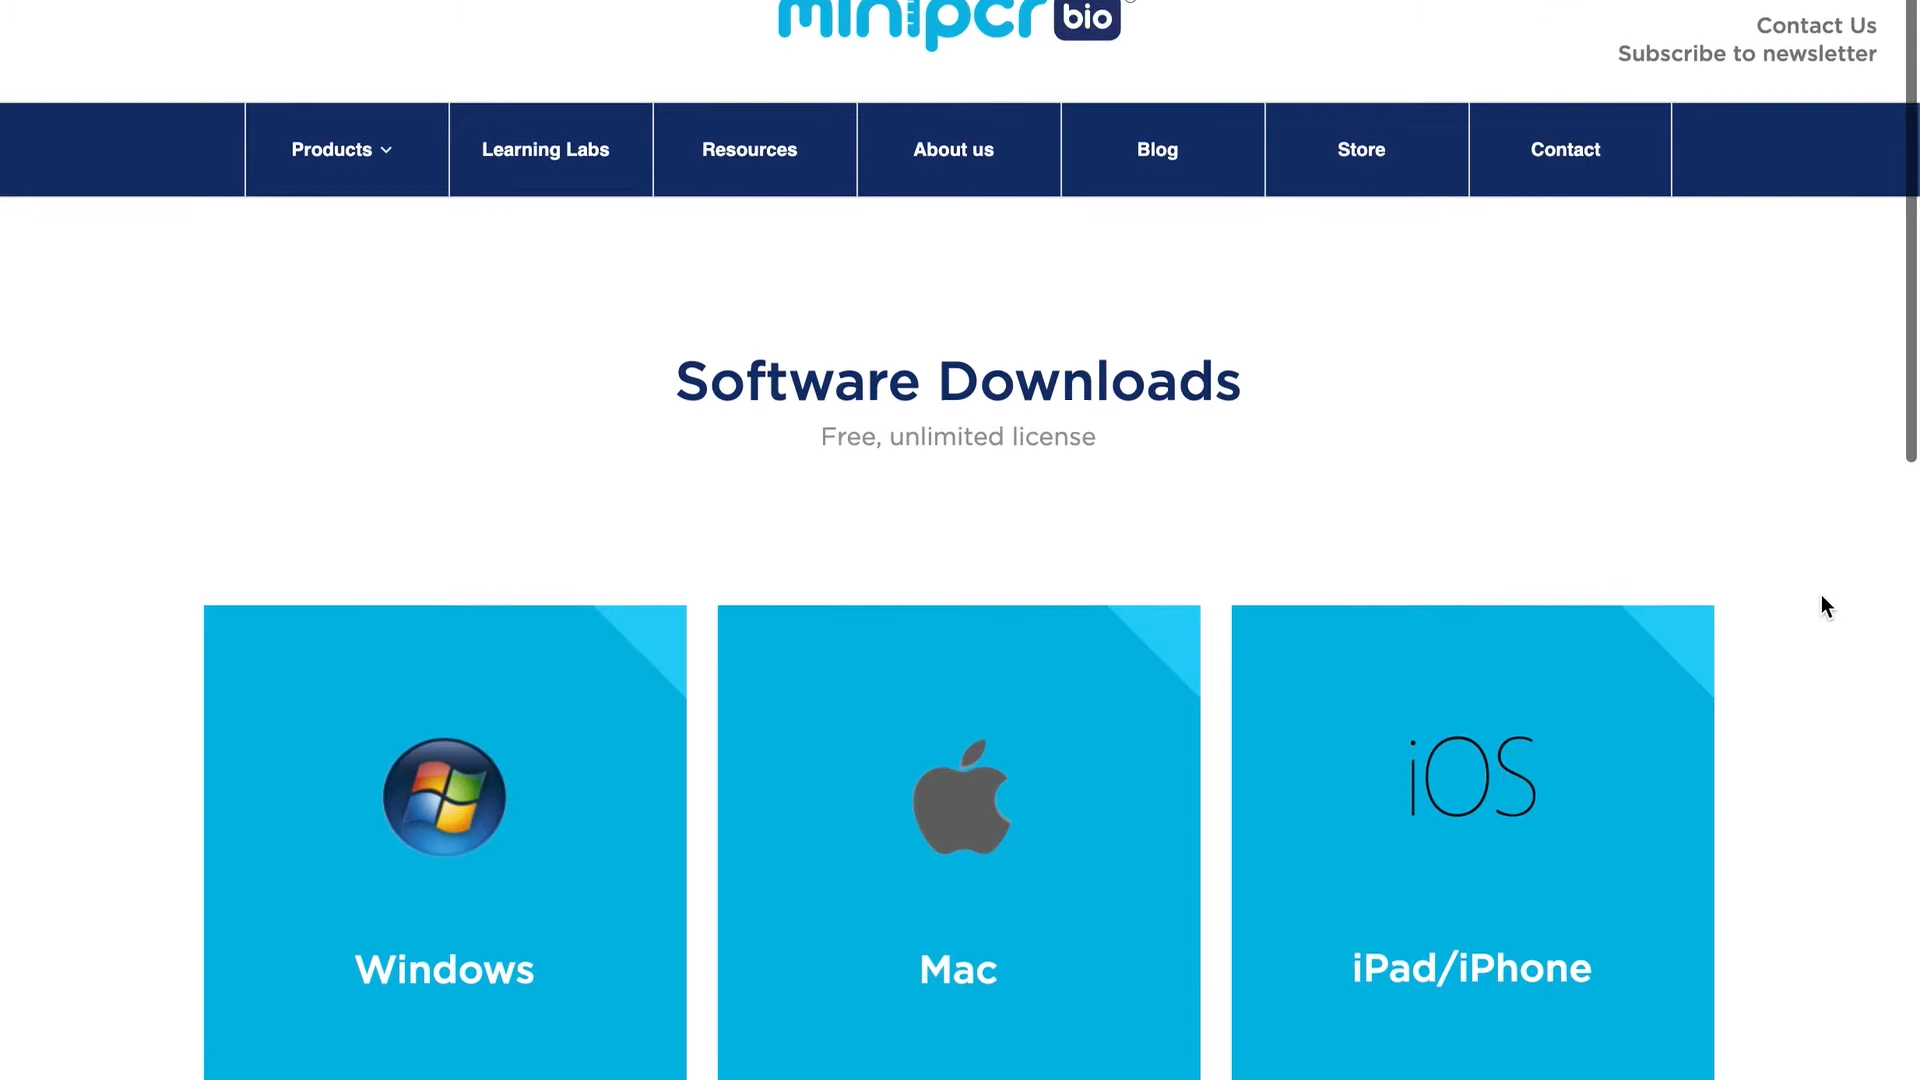 minipcr bio
Contact Us
Subscribe to newsletter
Products
Learning Labs
Resources
About us
Blog
Store
Contact
Software Downloads
Free, unlimited license
iOS
Windows
Mac
iPad/iPhone